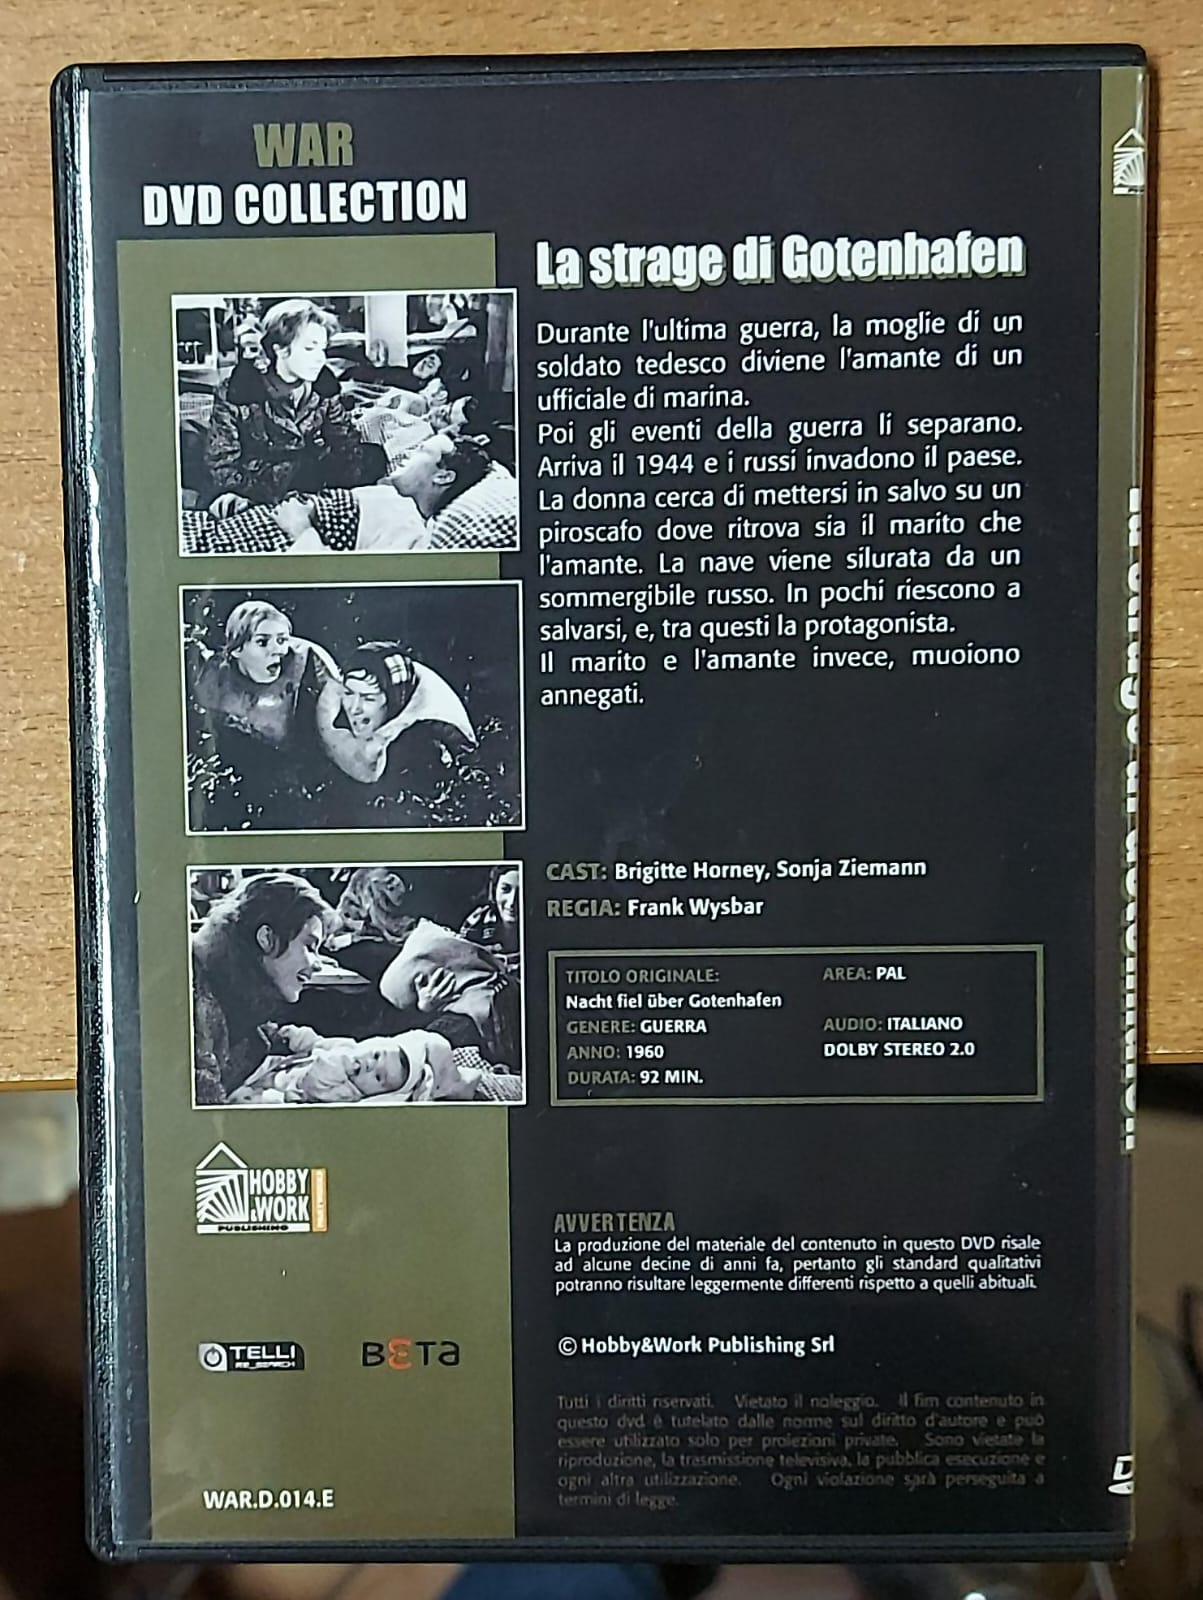 WAR
DVD COLLECTION
La strage di Gotenhafen
Durante l'ultima guerra, la moglie di un
soldato tedesco diviene l'amante di un
ufficiale di marina.
Poi gli eventi della guerra li separano.
Arriva il 1944 e i russi invadono il paese.
La donna cerca di mettersi in salvo su un
piroscafo dove ritrova sia il marito che
l'amante. La nave viene silurata da un
sommergibile russo. In pochi riescono a
salvarsi, e, tra questi la protagonista.
Il marito e l'amante invece, muoiono
annegati.
CAST: Brigitte Horney, Sonja Ziemann
REGIA: Frank Wysbar
TITOLO ORIGINALE:
Nacht fiel über Gotenhafen
GENERE: GUERRA
ANNO: 1960
DURATA: 92 MIN.
AREA: PAL
AUDIO: ITALIANO
DOLBY STEREO 2.0
HOBBY
&WORK
PUBLISHING
AVVERTENZA
La produzione del materiale del contenuto in questo DVD risale
ad alcune decine di anni fa, pertanto gli standard qualitativi
potranno risultare leggermente differenti rispetto a quelli abituali.
TELLI
RE_SEARCH
BETA
© Hobby&Work Publishing Srl
Tutti i diritti riservati. Vietato il noleggio. Il fim contenuto in
questo dvd è tutelato dalle norme sul diritto d'autore e può
essere utilizzato solo per proiezioni private. Sono vietate la
riproduzione, la trasmissione televisiva, la pubblica esecuzione e
ogni altra utilizzazione. Ogni violazione sarà perseguita a
termini di legge.
WAR.D.014.E